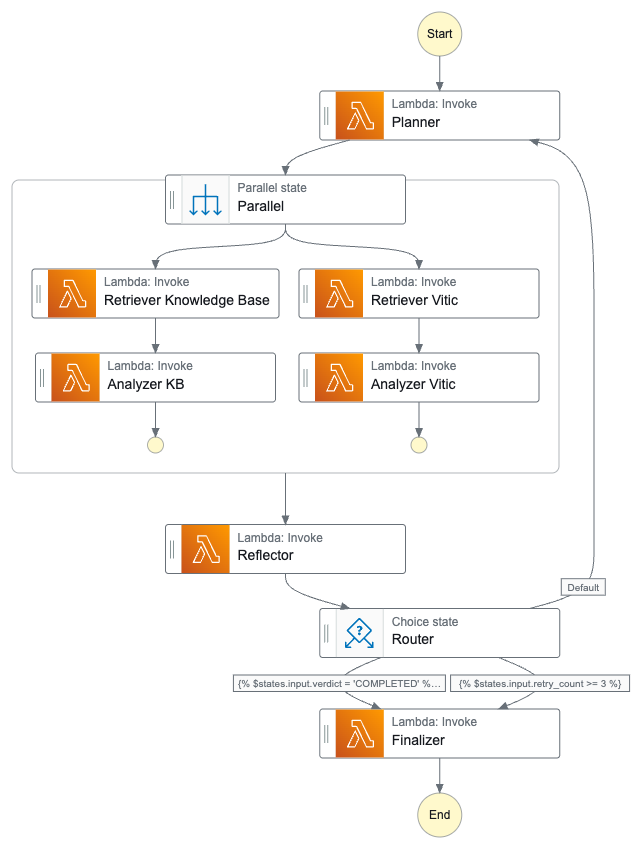 Start
Lambda: Invoke
Planner
Parallel state
Parallel
Lambda: Invoke
Retriever Knowledge Base
Lambda: Invoke
Retriever Vitic
Lambda: Invoke
Analyzer KB
Lambda: Invoke
Analyzer Vitic
Lambda: Invoke
Reflector
Default
Choice state
Router
{% $states.input.verdict = 'COMPLETED' %...
{% $states.input.retry_count >= 3 %}
Lambda: Invoke
Finalizer
End